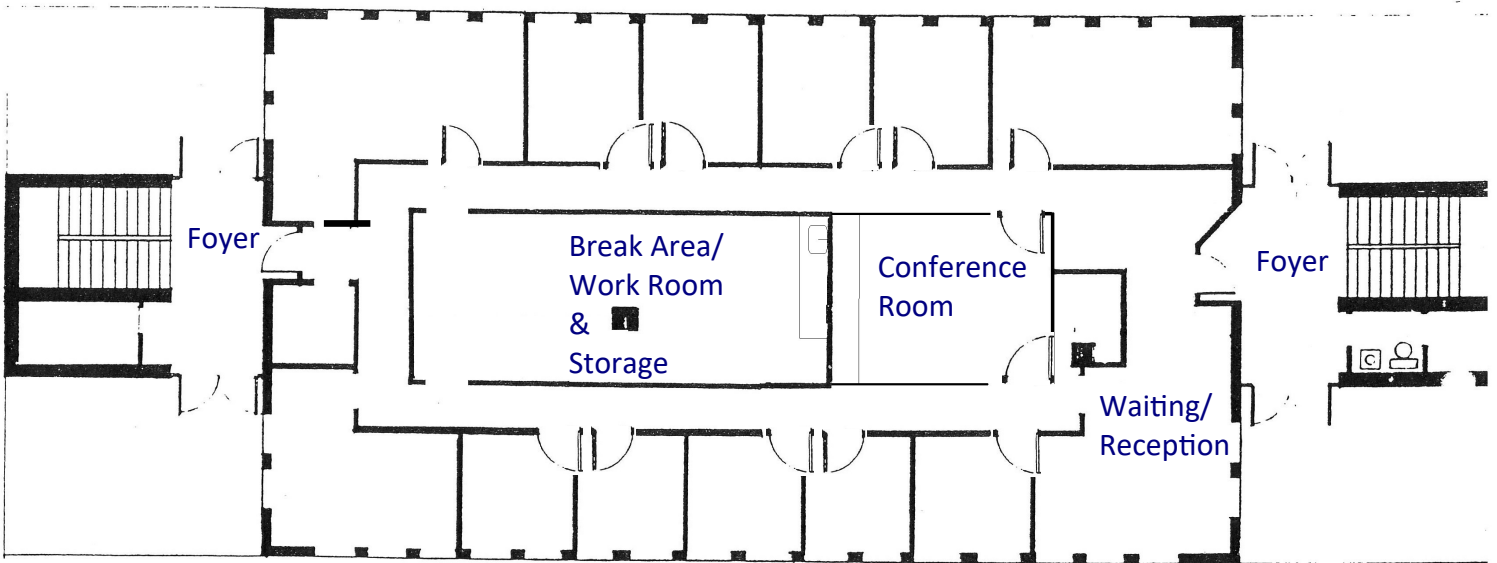 Foyer
Break Area/
Work Room
&
Storage
Conference
Room
Foyer
C
Waiting/
Reception